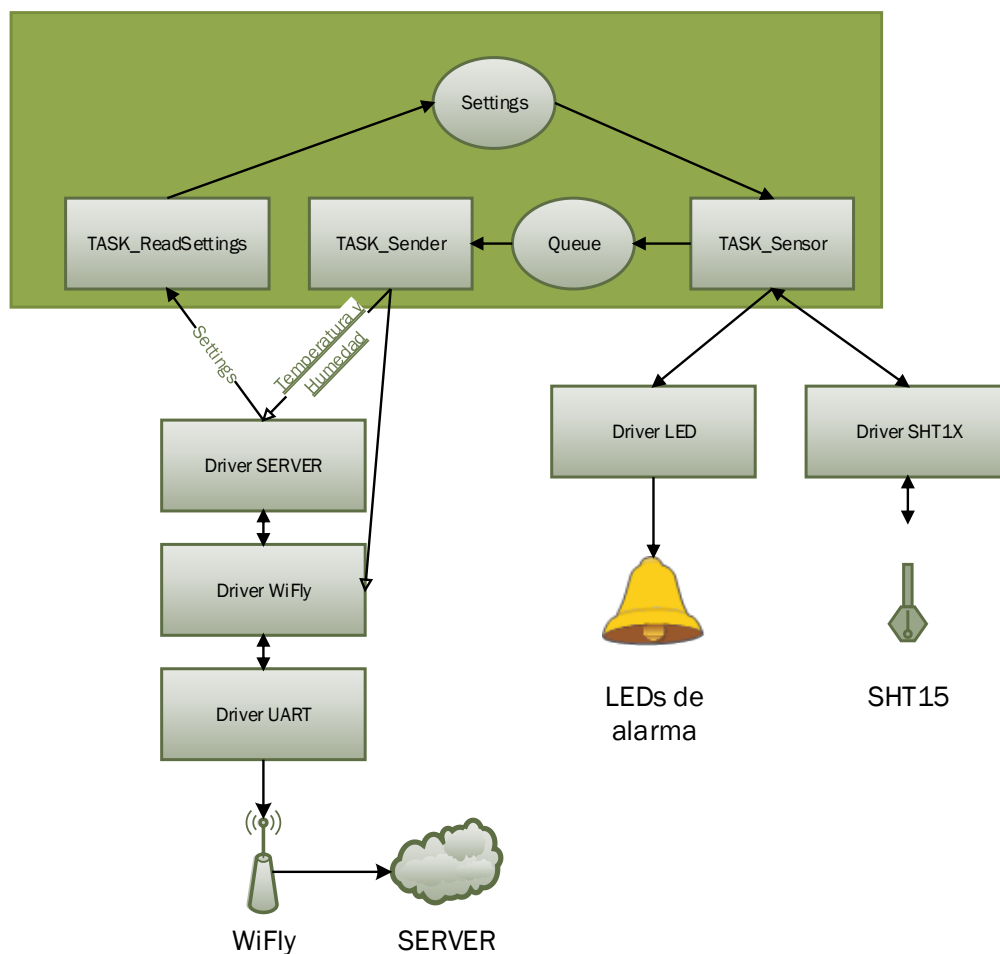 Settings
TASK_ReadSettings
TASK_Sender
Queue
TASK_Sensor
Settings
Temperatura y
Humedad
Driver SERVER
Driver LED
Driver SHT1X
Driver WiFly
Driver UART
LEDs de
alarma
SHT15
WiFly
SERVER